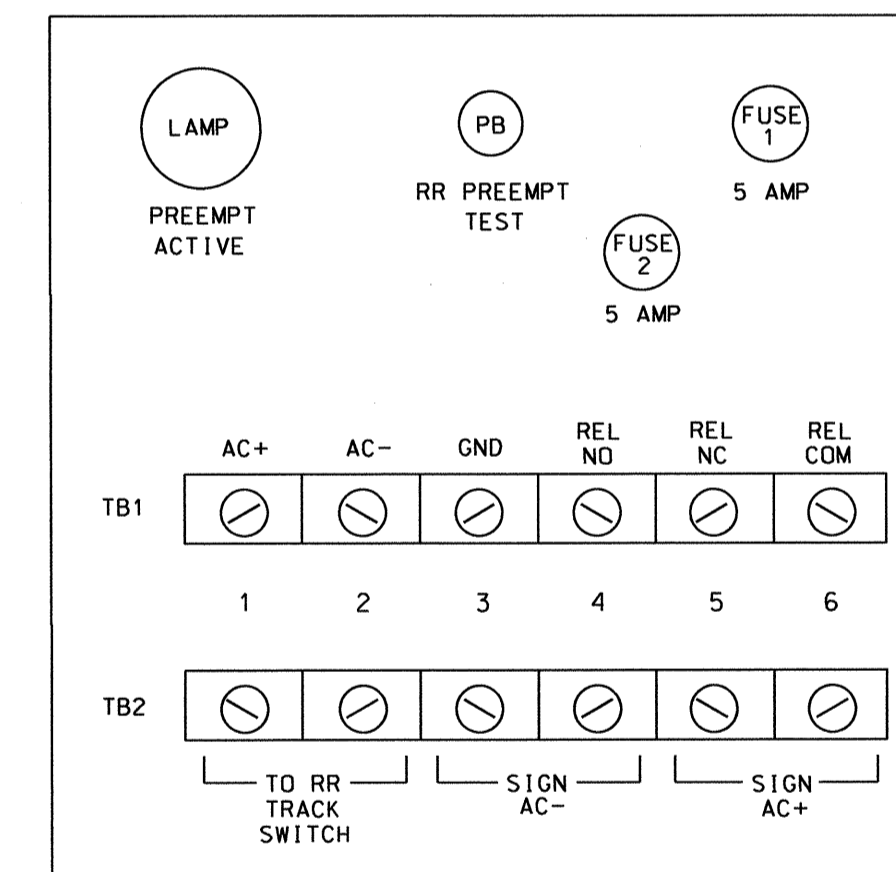 LAMP
PREEMPT
ACTIVE
PB
RR PREEMPT
TEST
FUSE
1
5 AMP
FUSE
2
5 AMP
AC+ AC- GND REL NO REL NC REL COM
TB1
1 2 3 4 5 6
TB2
TO RR
TRACK
SWITCH
SIGN
AC-
SIGN
AC+